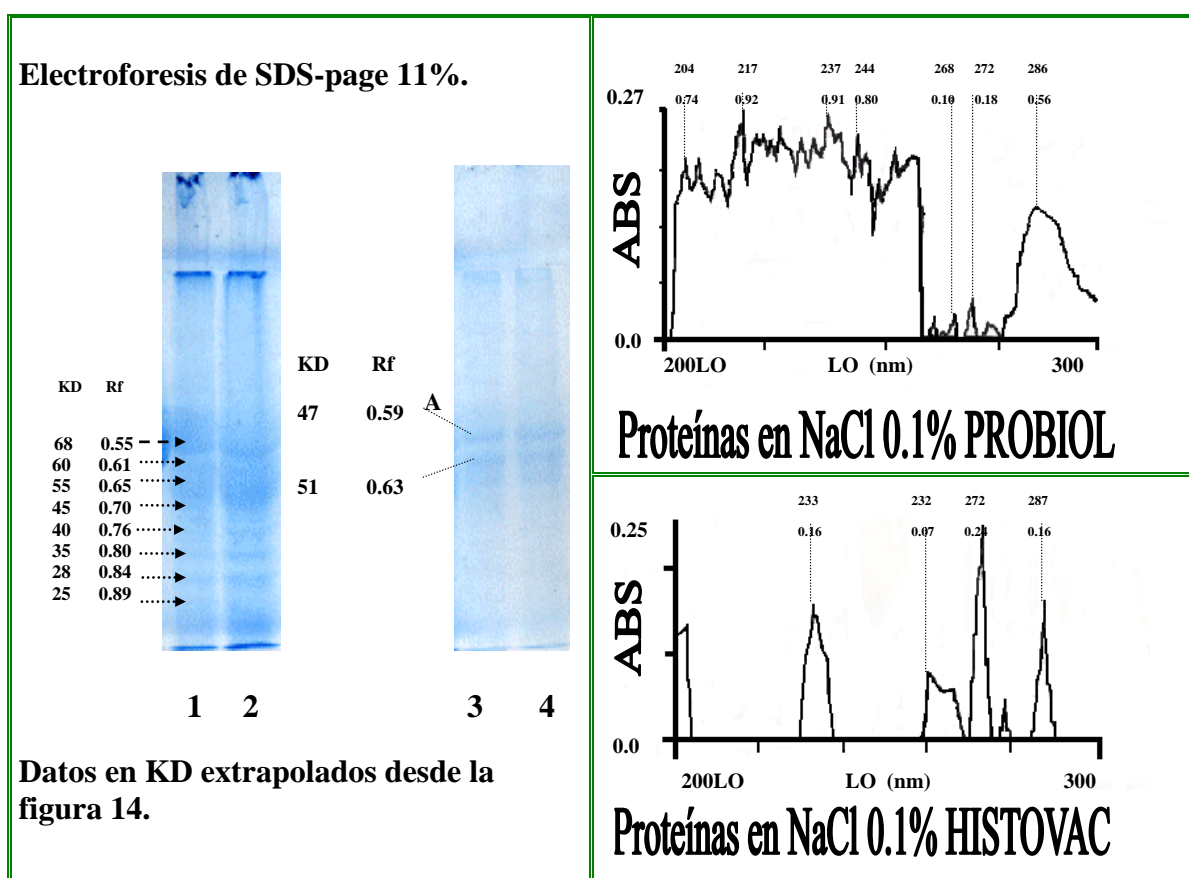 Electroforesis de SDS-page 11%.
KD Rf
68 0.55
60 0.61
55 0.65
45 0.70
40 0.76
35 0.80
28 0.84
25 0.89
KD Rf
47 0.59 A
51 0.63
1 2 3 4
Datos en KD extrapolados desde la
figura 14.
204 217 237 244 268 272 286
0.74 0.92 0.91 0.80 0.10 0.18 0.56
0.27
ABS
0.0
200LO LO (nm) 300
Proteínas en NaCl 0.1% PROBIOL
233 232 272 287
0.16 0.07 0.24 0.16
0.25
ABS
0.0
200LO LO (nm) 300
Proteínas en NaCl 0.1% HISTOVAC